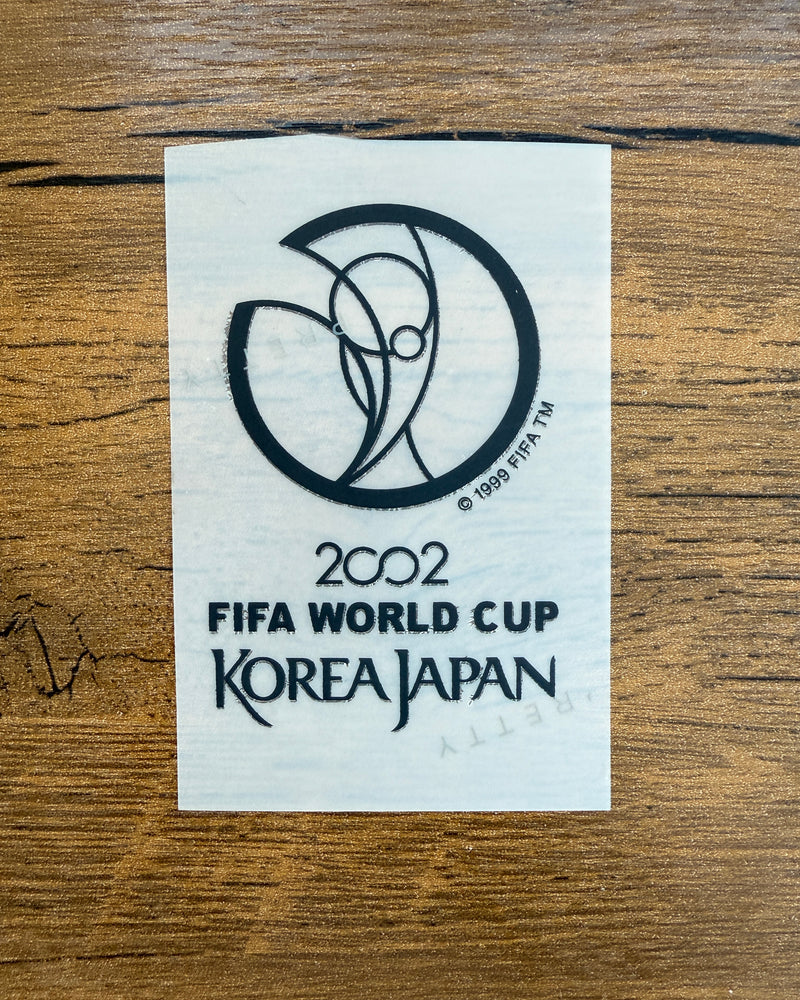 © 1999 FIFA TM
2002
FIFA WORLD CUP
KOREA JAPAN